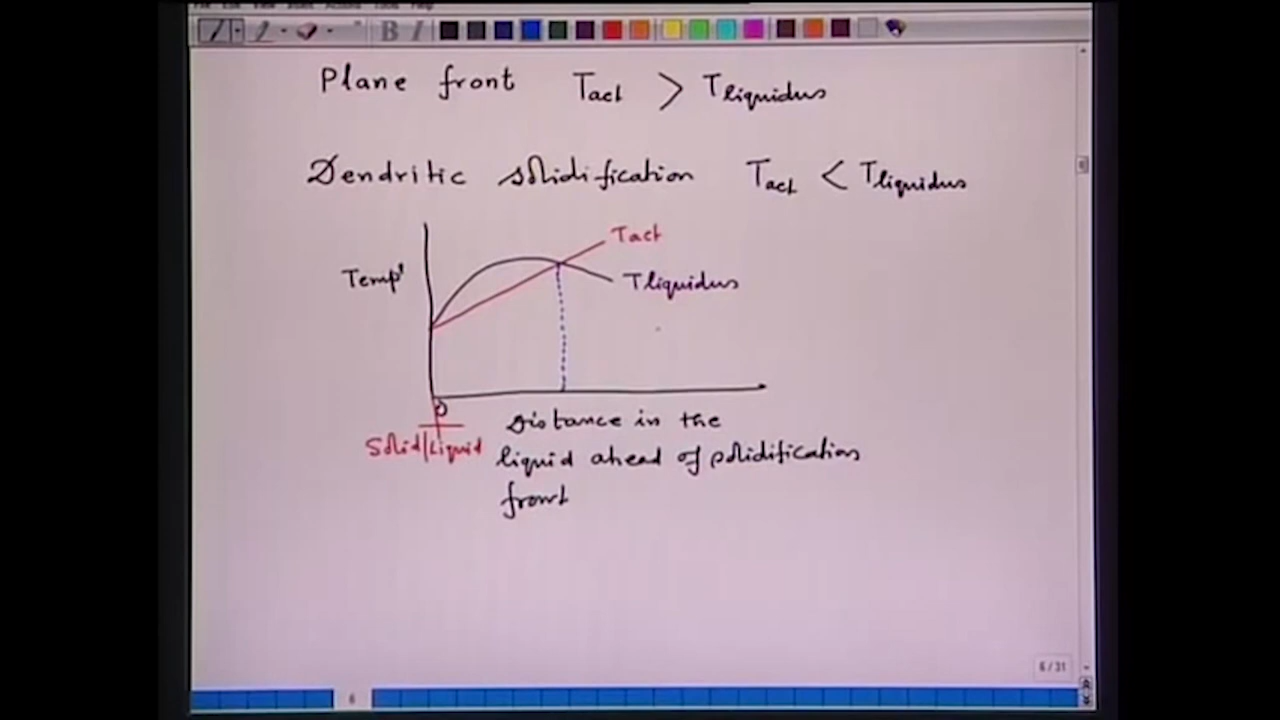 Plane front Tact > Tliquidus
Dendritic solidification Tact < Tliquidus
Tact
Temp'
Tliquidus
0
Solid|Liquid
Distance in the
liquid ahead of solidification
front
B I
6/31
6